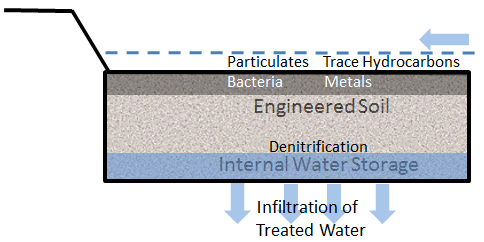 Particulates Trace Hydrocarbons
Bacteria Metals
Engineered Soil
Denitrification
Internal Water Storage
Infiltration of
Treated Water